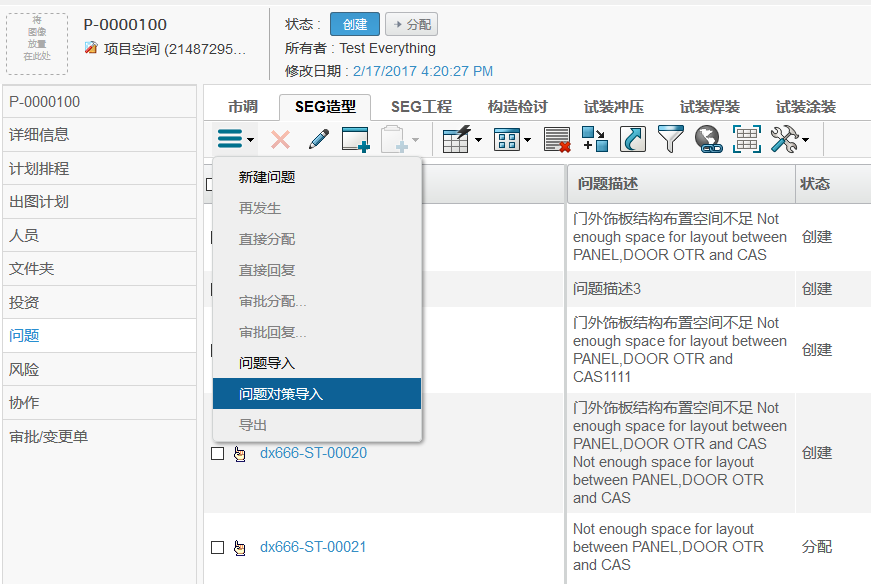 将
图像
放置
在此处
P-0000100
项目空间 (21487295...
状态 : 创建 分配
所有者 : Test Everything
修改日期 : 2/17/2017 4:20:27 PM
P-0000100
详细信息
计划排程
出图计划
人员
文件夹
投资
问题
风险
协作
审批/变更单
市调 SEG造型 SEG工程 构造检讨 试装冲压 试装焊装 试装涂装
新建问题
再发生
直接分配
直接回复
审批分配...
审批回复...
问题导入
问题对策导入
导出
问题描述 状态
门外饰板结构布置空间不足 Not
enough space for layout between
PANEL,DOOR OTR and CAS
创建
问题描述3 创建
门外饰板结构布置空间不足 Not
enough space for layout between
PANEL,DOOR OTR and
CAS1111
创建
dx666-ST-00020
门外饰板结构布置空间不足 Not
enough space for layout between
PANEL,DOOR OTR and CAS
Not enough space for layout
between PANEL,DOOR OTR
and CAS
创建
dx666-ST-00021
Not enough space for layout
between PANEL,DOOR OTR
and CAS
分配